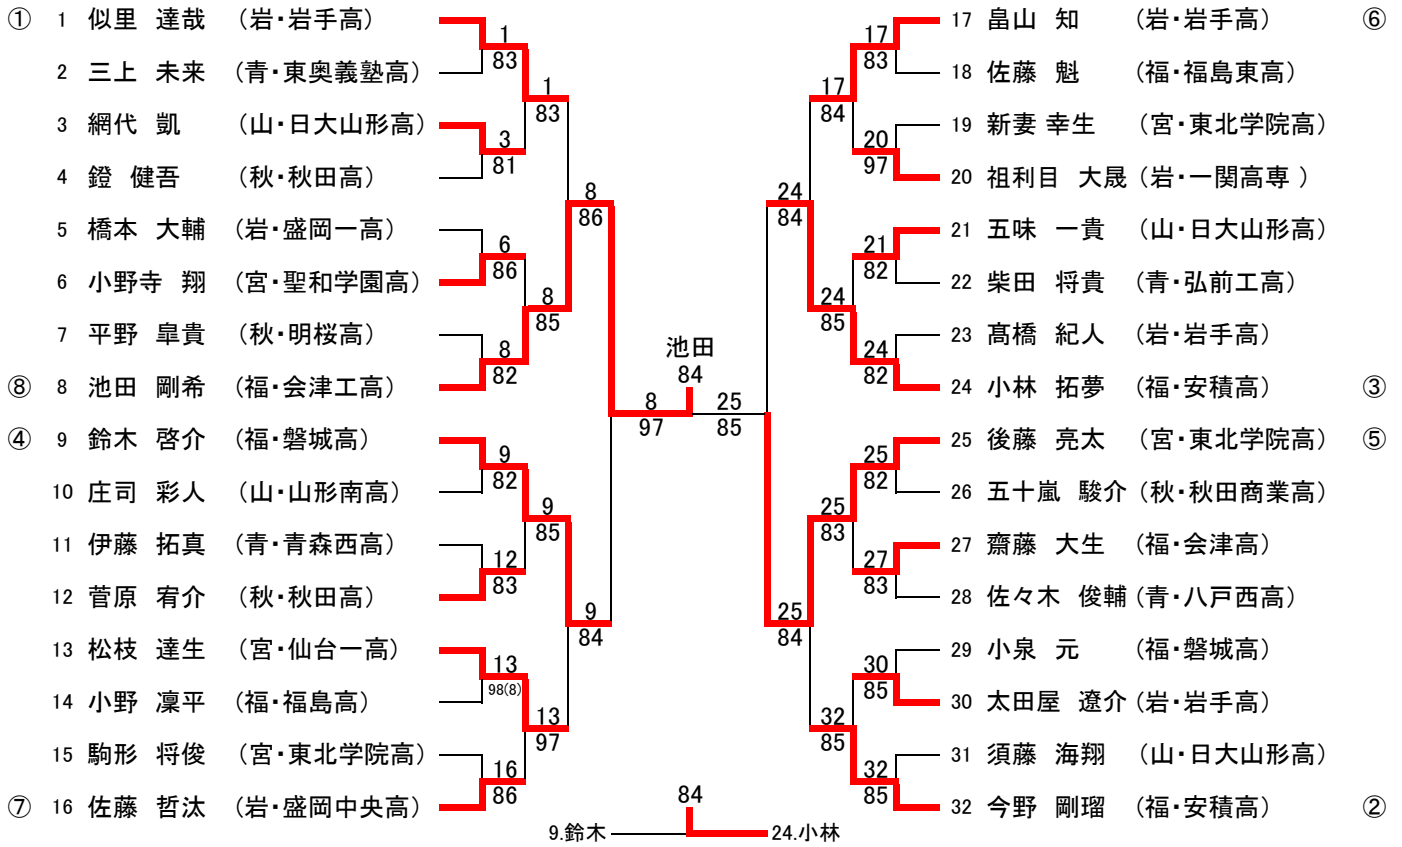 ① 1 似里 達哉 (岩・岩手高)
2 三上 未来 (青・東奥義塾高)
3 網代 凱 (山・日大山形高)
4 鐙 健吾 (秋・秋田高)
5 橋本 大輔 (岩・盛岡一高)
6 小野寺 翔 (宮・聖和学園高)
7 平野 皐貴 (秋・明桜高)
⑧ 8 池田 剛希 (福・会津工高)
④ 9 鈴木 啓介 (福・磐城高)
10 庄司 彩人 (山・山形南高)
11 伊藤 拓真 (青・青森西高)
12 菅原 宥介 (秋・秋田高)
13 松枝 達生 (宮・仙台一高)
14 小野 凜平 (福・福島高)
15 駒形 将俊 (宮・東北学院高)
⑦ 16 佐藤 哲汰 (岩・盛岡中央高)
1
83
3
81
6
86
8
82
9
82
12
83
13
98(8)
16
86
1
83
8
85
9
85
13
97
8
86
9
84
8
97
池田
84
25
85
24
84
25
84
17
84
24
85
25
83
32
85
17
83
20
97
21
82
24
82
25
82
27
83
30
85
32
85
17 畠山 知 (岩・岩手高) ⑥
18 佐藤 魁 (福・福島東高)
19 新妻 幸生 (宮・東北学院高)
20 祖利目 大晟 (岩・一関高専 )
21 五味 一貴 (山・日大山形高)
22 柴田 将貴 (青・弘前工高)
23 髙橋 紀人 (岩・岩手高)
24 小林 拓夢 (福・安積高) ③
25 後藤 亮太 (宮・東北学院高) ⑤
26 五十嵐 駿介 (秋・秋田商業高)
27 齋藤 大生 (福・会津高)
28 佐々木 俊輔 (青・八戸西高)
29 小泉 元 (福・磐城高)
30 太田屋 遼介 (岩・岩手高)
31 須藤 海翔 (山・日大山形高)
32 今野 剛瑠 (福・安積高) ②
84
9.鈴木 24.小林